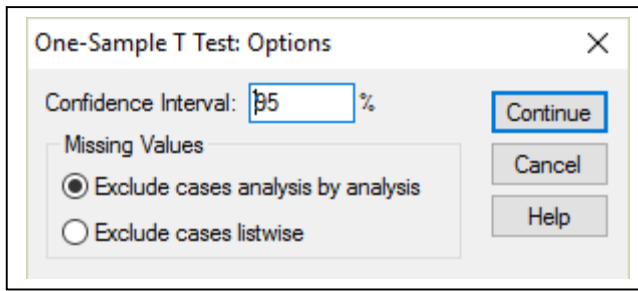 One-Sample T Test: Options
Confidence Interval: 95 %
Continue
Missing Values
Cancel
Exclude cases analysis by analysis
Help
Exclude cases listwise